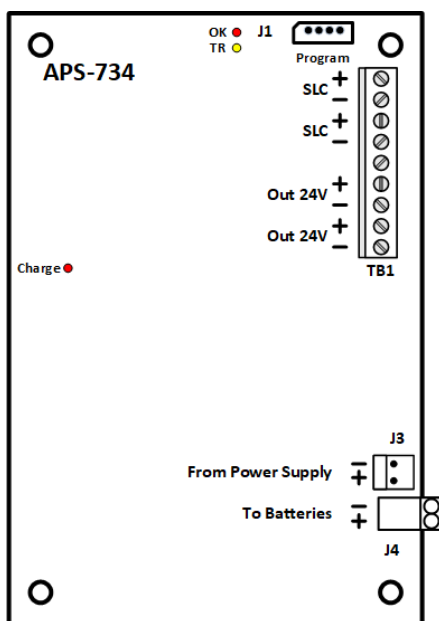 OK
J1
TR
Program
APS-734
SLC + −
SLC + −
Out 24V + −
Out 24V + −
Charge
TB1
J3
From Power Supply − +
To Batteries − +
J4